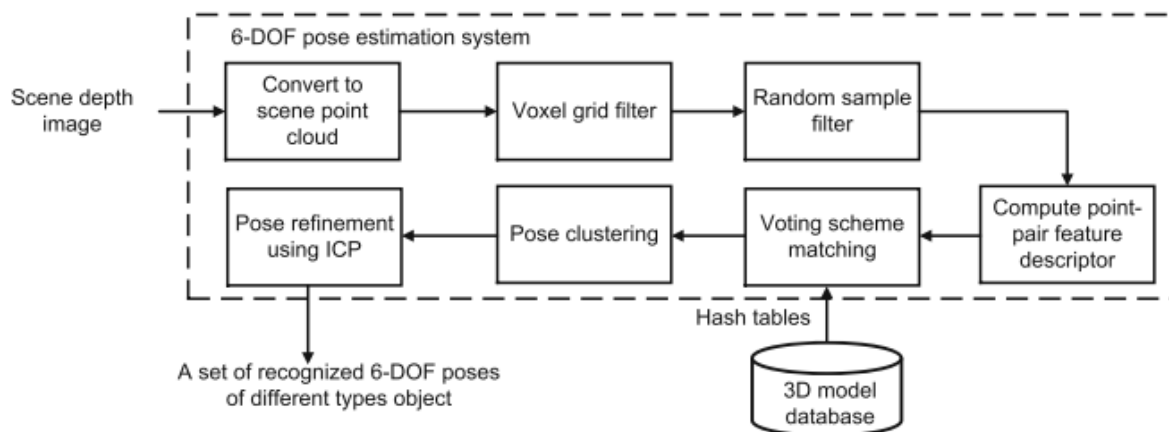 6-DOF pose estimation system
Scene depth
image
Convert to
scene point
cloud
Voxel grid filter
Random sample
filter
Compute point-
pair feature
descriptor
Voting scheme
matching
Pose clustering
Pose refinement
using ICP
Hash tables
3D model
database
A set of recognized 6-DOF poses
of different types object